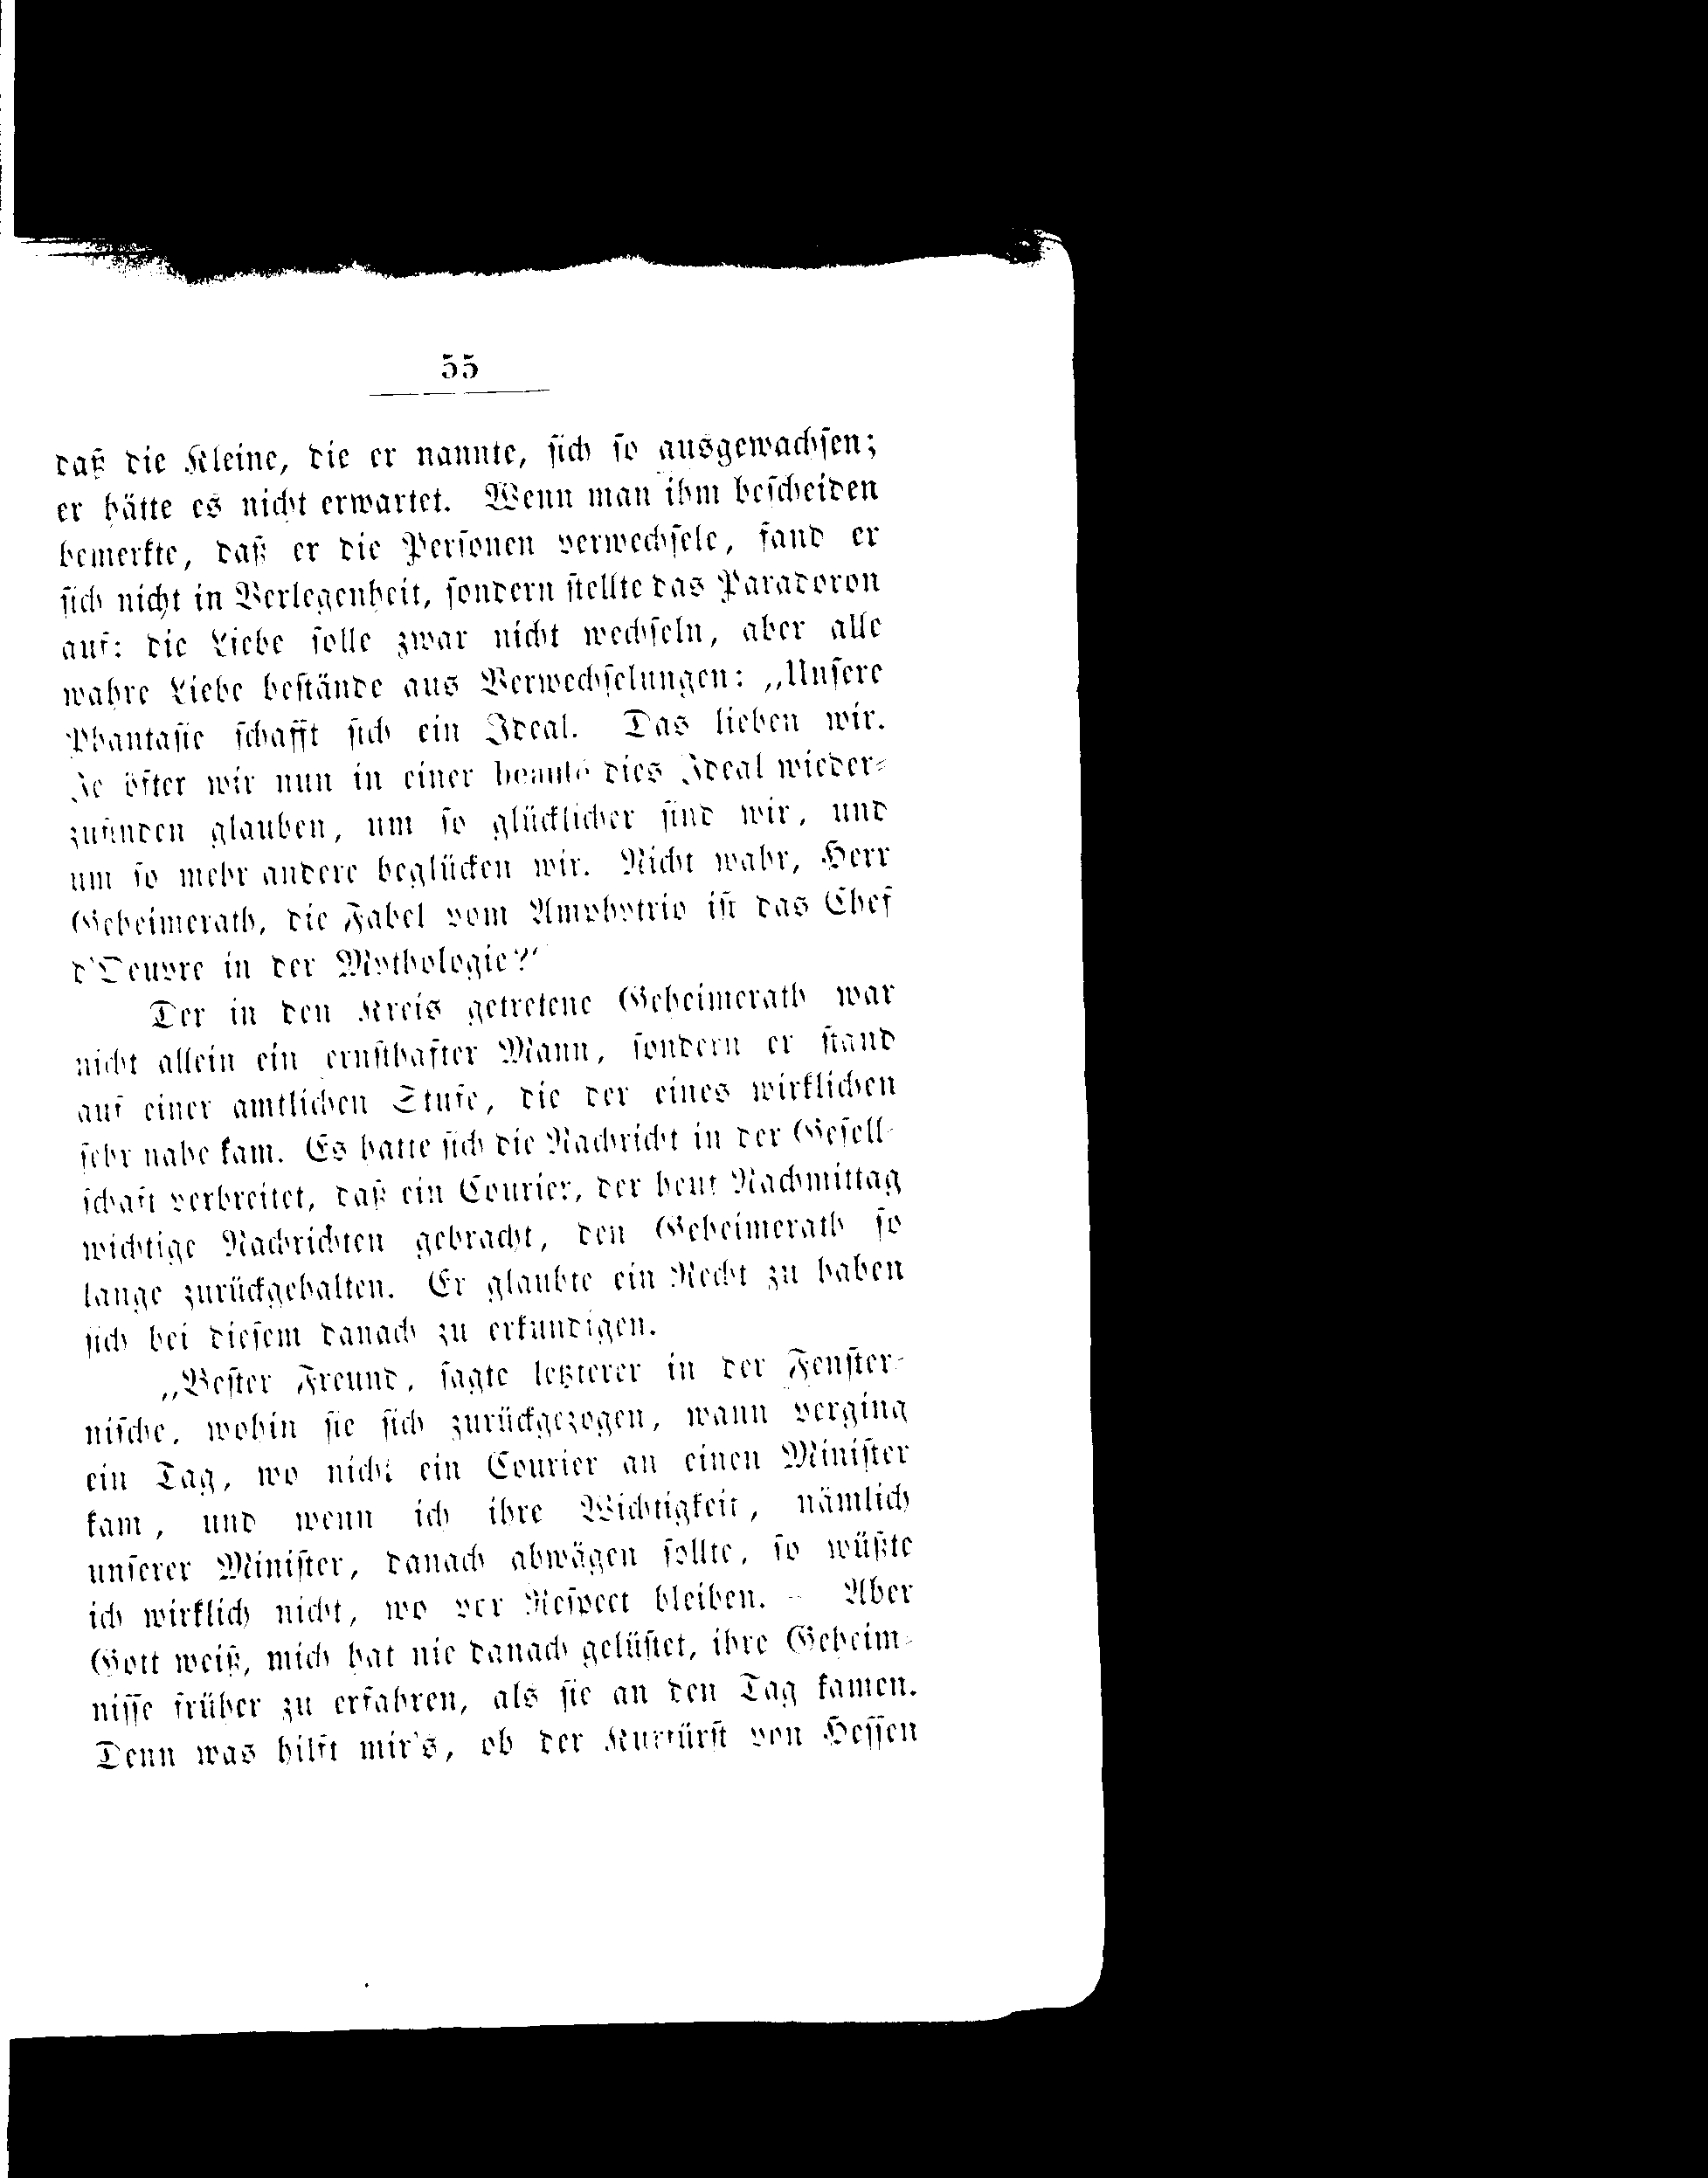 55
daß die Kleine, die er nannte, sich so ausgewachsen;
er hätte es nicht erwartet. Wenn man ihm bescheiden
bemerkte, daß er die Personen verwechsele, fand er
sich nicht in Verlegenheit, sondern stellte das Paradoxon
auf: die Liebe solle zwar nicht wechseln, aber alle
wahre Liebe bestände aus Verwechselungen: „Unsere
Phantasie schafft sich ein Ideal. Das lieben wir.
Je öfter wir nun in einer beauté dies Ideal wieder-
zufinden glauben, um so glücklicher sind wir, und
um so mehr andere beglücken wir. Nicht wahr, Herr
Geheimerath, die Fabel vom Amphytrio ist das Chef
d'Oeuvre in der Mythologie?“
Der in den Kreis getretene Geheimerath war
nicht allein ein ernsthafter Mann, sondern er stand
auf einer amtlichen Stufe, die der eines wirklichen
sehr nahe kam. Es hatte sich die Nachricht in der Gesell-
schaft verbreitet, daß ein Courier, der heut Nachmittag
wichtige Nachrichten gebracht, den Geheimerath so
lange zurückgehalten. Er glaubte ein Recht zu haben
sich bei diesem danach zu erkundigen.
„Bester Freund, sagte letzterer in der Fenster-
nische, wohin sie sich zurückgezogen, wann verging
ein Tag, wo nicht ein Courier an einen Minister
kam, und wenn ich ihre Wichtigkeit, nämlich
unserer Minister, danach abwägen sollte, so wüßte
ich wirklich nicht, wo vor Respect bleiben. – Aber
Gott weiß, mich hat nie danach gelüstet, ihre Geheim-
nisse früher zu erfahren, als sie an den Tag kamen.
Denn was hilft mir's, ob der Kurfürst von Hessen